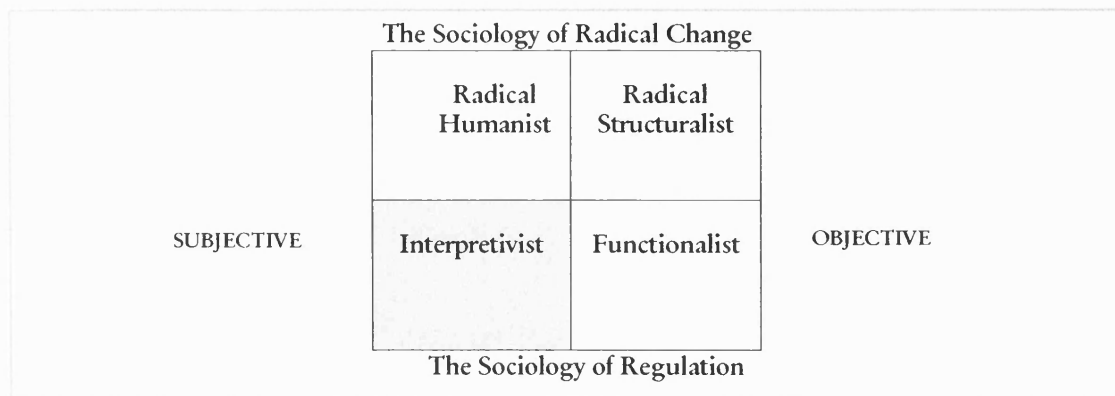 The Sociology of Radical Change
Radical Humanist
Radical Structuralist
SUBJECTIVE
Interpretivist
Functionalist
OBJECTIVE
The Sociology of Regulation